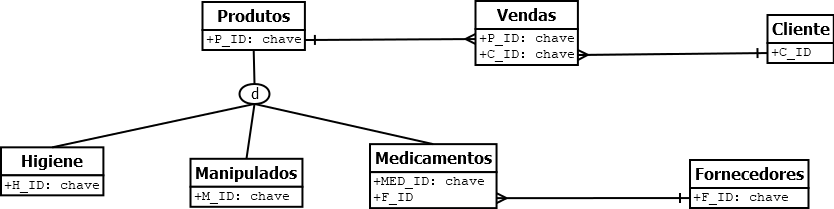 Produtos
+P_ID: chave
Vendas
+P_ID: chave
+C_ID: chave
Cliente
+C_ID
d
Higiene
+H_ID: chave
Manipulados
+M_ID: chave
Medicamentos
+MED_ID: chave
+F_ID
Fornecedores
+F_ID: chave